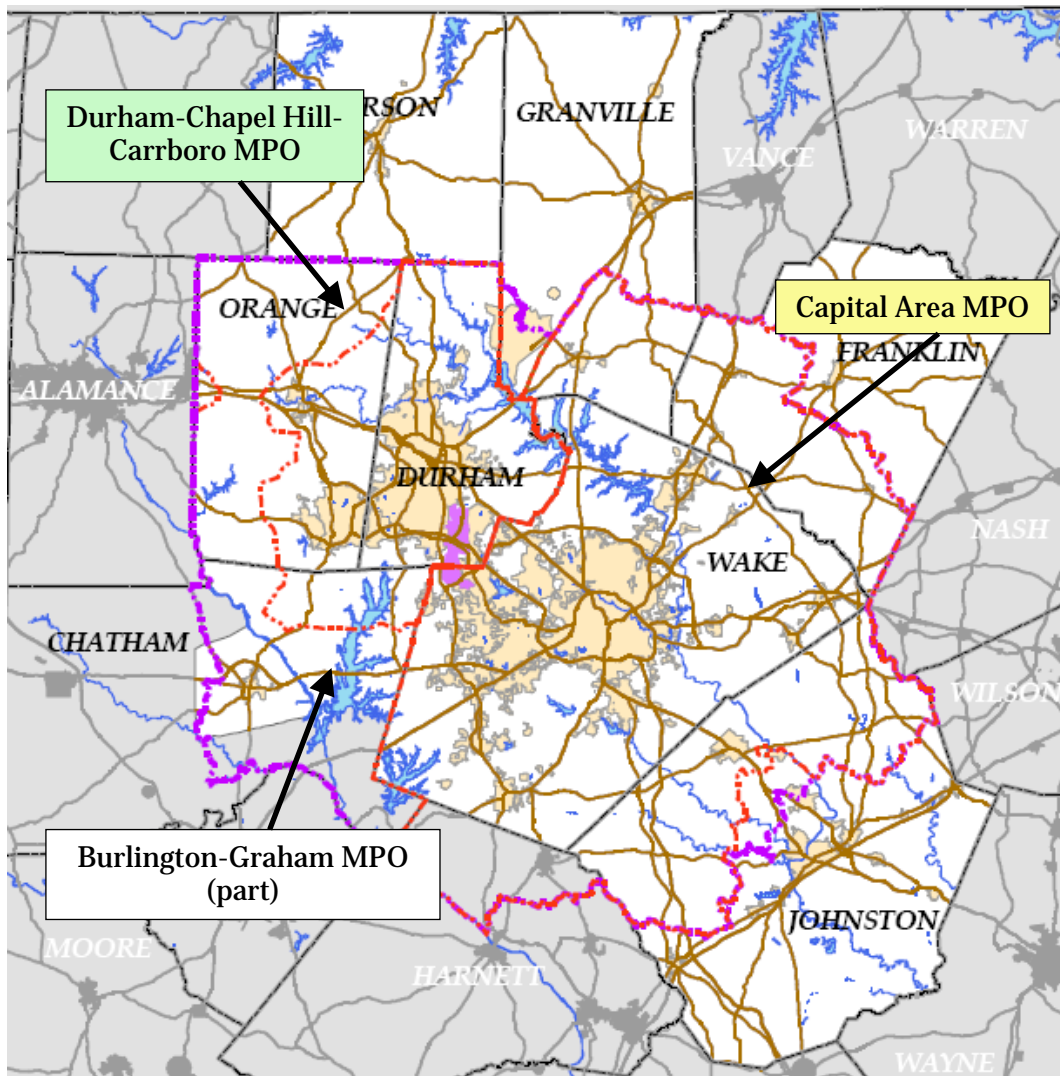 RSON
GRANVILLE
WARREN
VANCE
Durham-Chapel Hill-
Carrboro MPO
ORANGE
Capital Area MPO
FRANKLIN
ALAMANCE
DURHAM
NASH
WAKE
CHATHAM
WILSON
Burlington-Graham MPO
(part)
JOHNSTON
MOORE
HARNETT
WAYNE